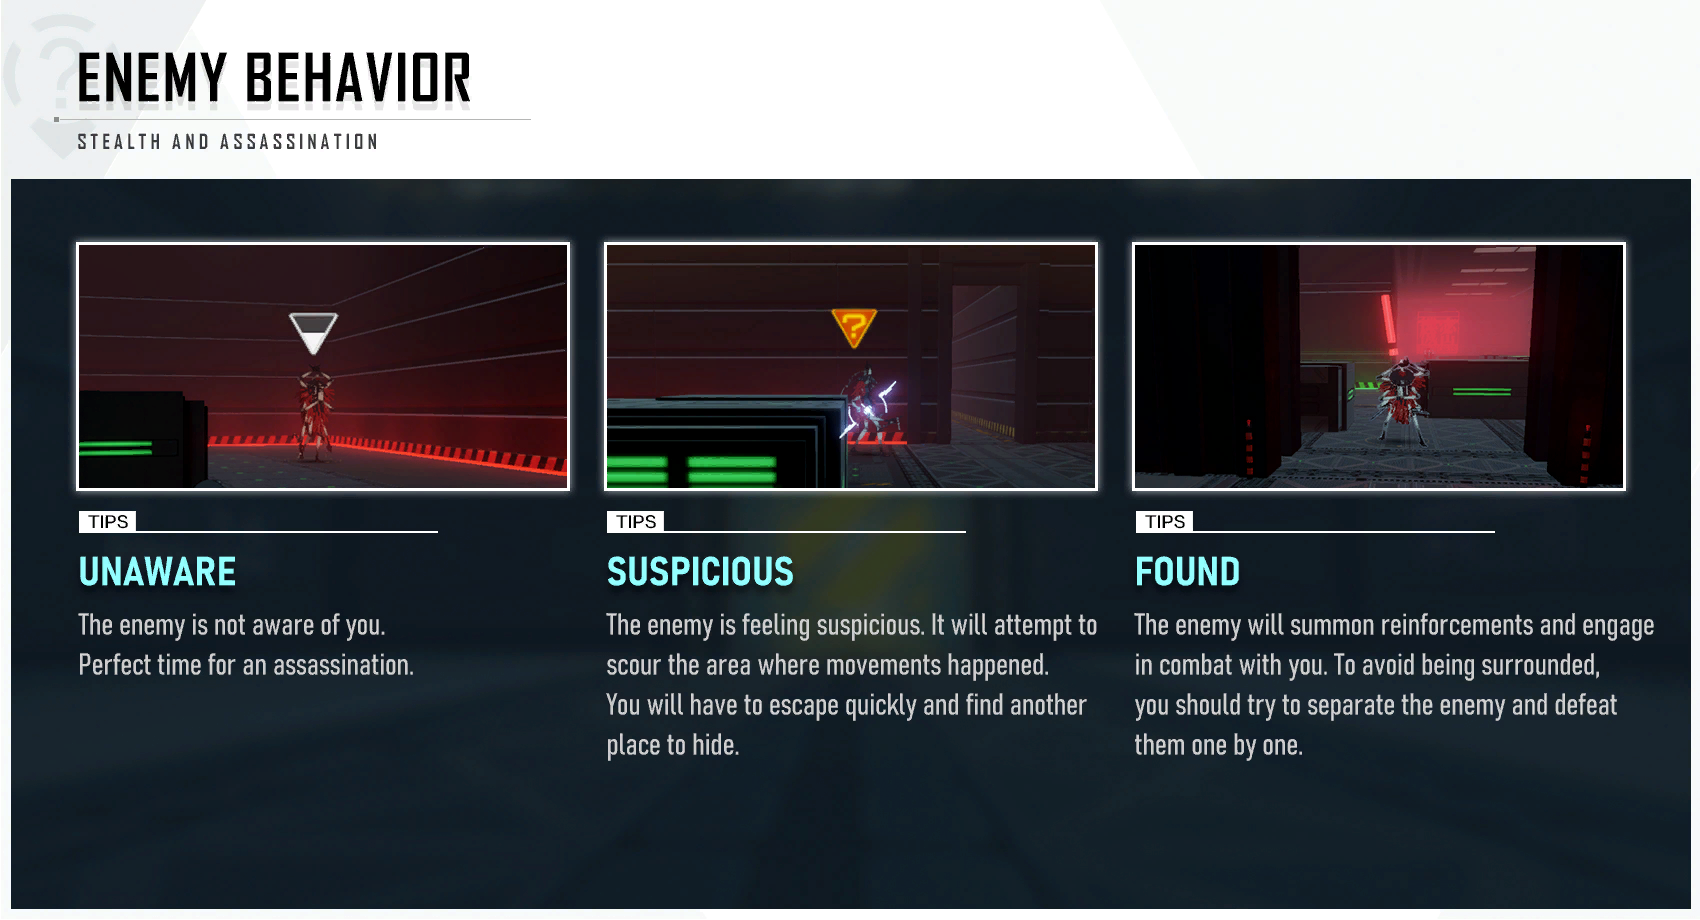 ENEMY BEHAVIOR
STEALTH AND ASSASSINATION
TIPS
UNAWARE
The enemy is not aware of you.
Perfect time for an assassination.
TIPS
SUSPICIOUS
The enemy is feeling suspicious. It will attempt to
scour the area where movements happened.
You will have to escape quickly and find another
place to hide.
TIPS
FOUND
The enemy will summon reinforcements and engage
in combat with you. To avoid being surrounded,
you should try to separate the enemy and defeat
them one by one.